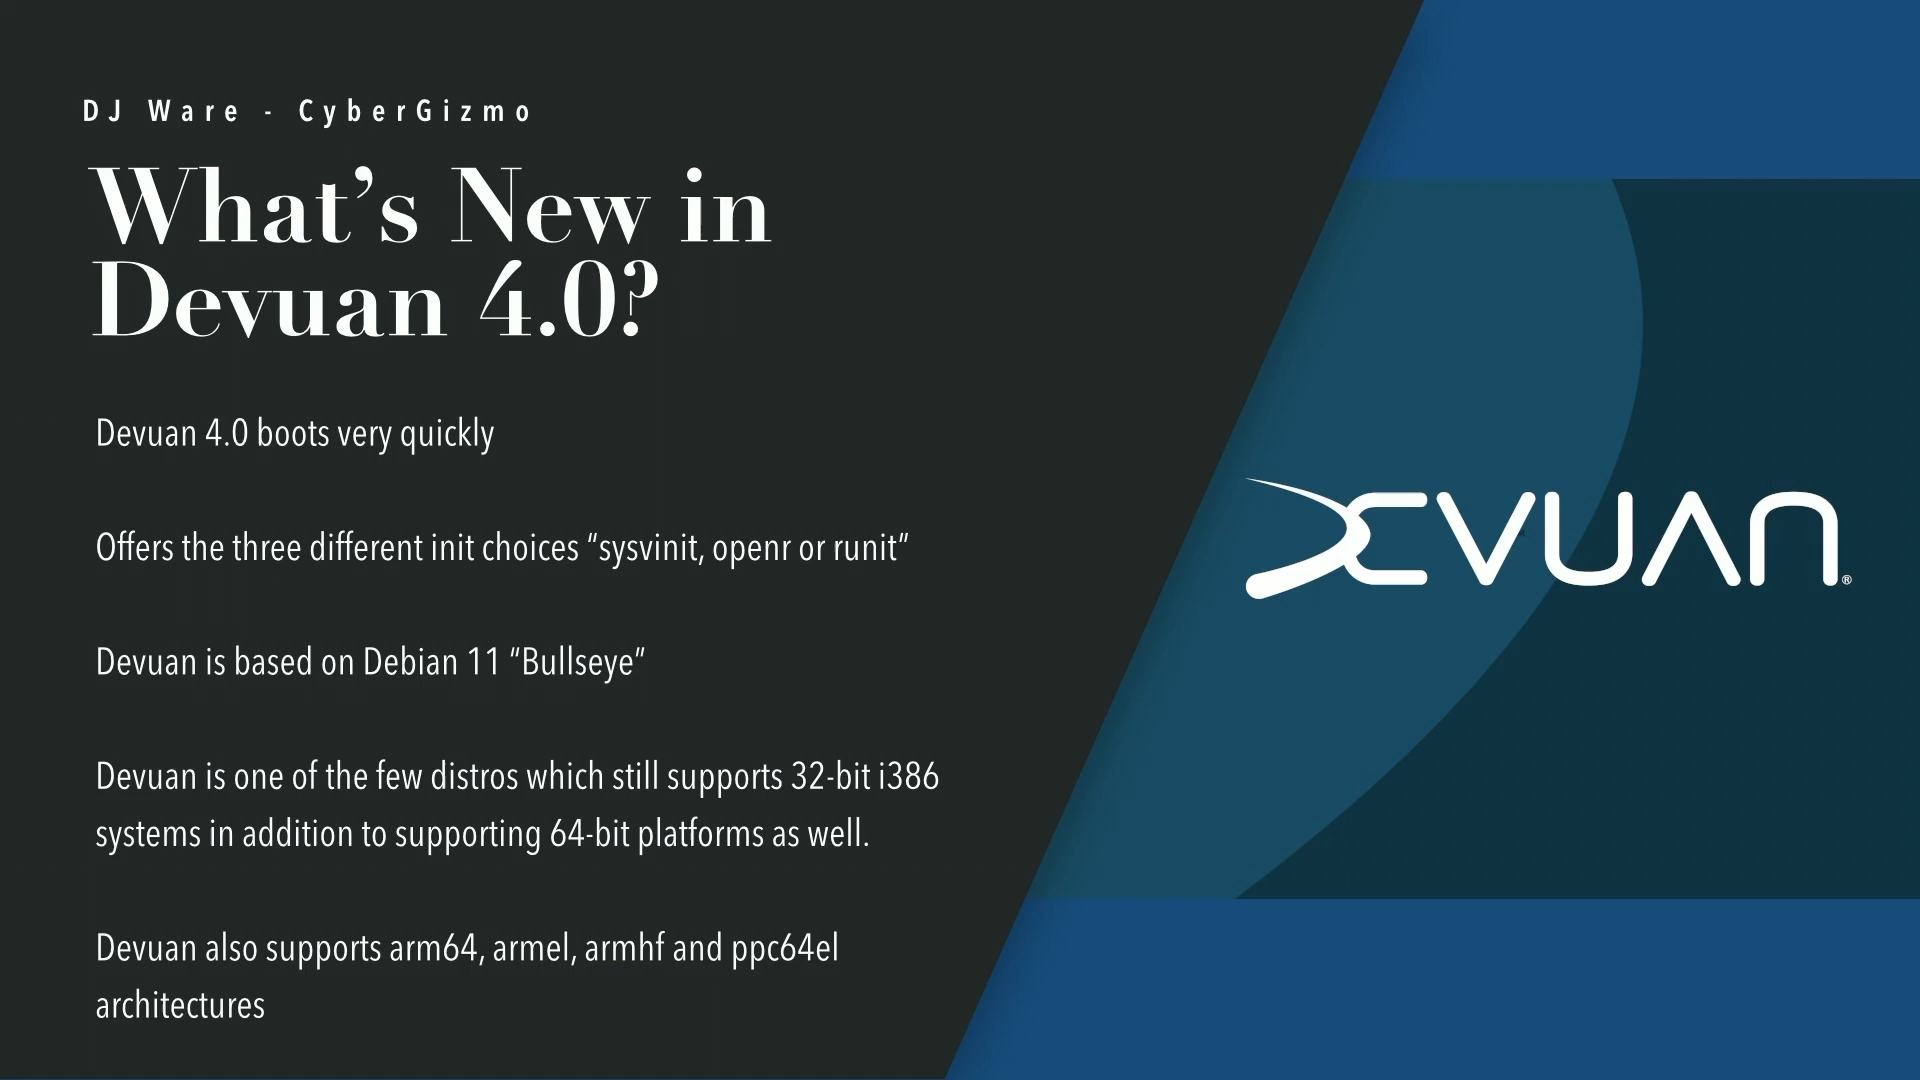 DJ Ware - CyberGizmo
What’s New in
Devuan 4.0?
Devuan 4.0 boots very quickly
Offers the three different init choices “sysvinit, openr or runit”
Devuan is based on Debian 11 “Bullseye”
Devuan is one of the few distros which still supports 32-bit i386
systems in addition to supporting 64-bit platforms as well.
Devuan also supports arm64, armel, armhf and ppc64el
architectures
DEVUAN®